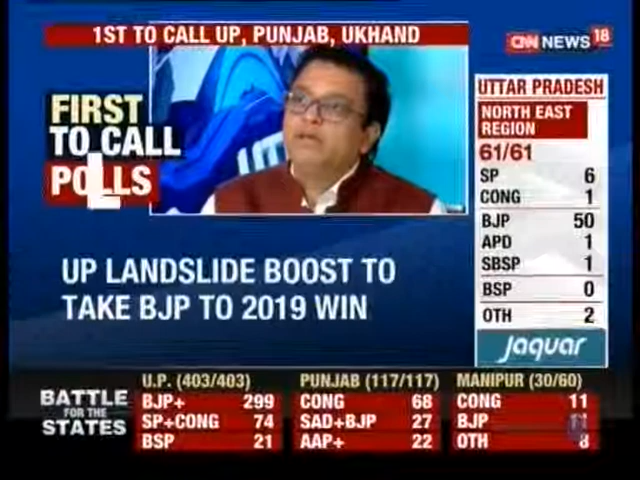 1ST TO CALL UP, PUNJAB, UKHAND
CNN NEWS 18
FIRST
TO CALL
POLLS
UTTAR PRADESH
NORTH EAST
REGION
61/61
SP 6
CONG 1
BJP 50
APD 1
SBSP 1
BSP 0
OTH 2
Jaquar
UP LANDSLIDE BOOST TO
TAKE BJP TO 2019 WIN
BATTLE
FOR THE
STATES
U.P. (403/403)
BJP+ 299
SP+CONG 74
BSP 21
PUNJAB (117/117)
CONG 68
SAD+BJP 27
AAP+ 22
MANIPUR (30/60)
CONG 11
BJP 11
OTH 8